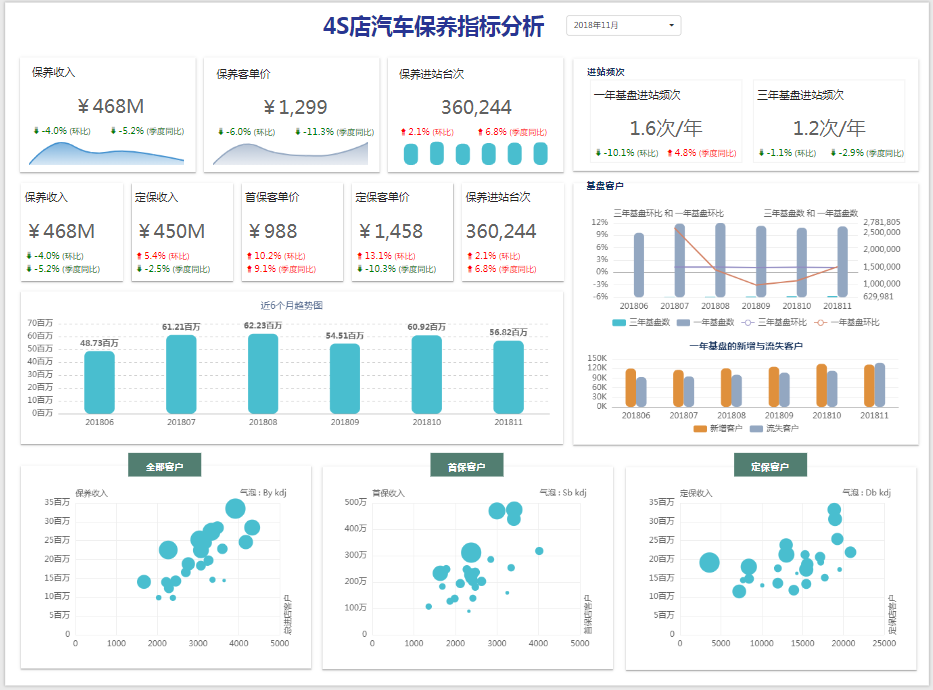 4S店汽车保养指标分析
2018年11月
保养收入
￥468M
-4.0% (环比)
-5.2% (季度同比)
保养客单价
￥1,299
-6.0% (环比)
-11.3% (季度同比)
保养进站台次
360,244
2.1% (环比)
6.8% (季度同比)
进站频次
一年基盘进站频次
1.6次/年
-10.1% (环比)
4.8% (季度同比)
三年基盘进站频次
1.2次/年
-1.1% (环比)
-2.9% (季度同比)
保养收入
￥468M
-4.0% (环比)
-5.2% (季度同比)
定保收入
￥450M
5.4% (环比)
-2.5% (季度同比)
首保客单价
￥988
10.2% (环比)
9.1% (季度同比)
定保客单价
￥1,458
13.1% (环比)
-10.3% (季度同比)
保养进站台次
360,244
2.1% (环比)
6.8% (季度同比)
基盘客户
三年基盘环比 和 一年基盘环比
三年基盘数 和 一年基盘数
12%
9%
6%
3%
0%
-3%
-6%
2,781,805
2,500,000
2,000,000
1,500,000
1,000,000
629,981
201806 201807 201808 201809 201810 201811
三年基盘数 一年基盘数 三年基盘环比 一年基盘环比
近6个月趋势图
70百万
60百万
50百万
40百万
30百万
20百万
10百万
0百万
48.73百万
61.21百万
62.23百万
54.51百万
60.92百万
56.82百万
201806 201807 201808 201809 201810 201811
一年基盘的新增与流失客户
150K
120K
90K
60K
30K
0K
201806 201807 201808 201809 201810 201811
新增客户 流失客户
全部客户
保养收入
气泡 : By kdj
35百万
30百万
25百万
20百万
15百万
10百万
5百万
0
0 1000 2000 3000 4000 5000
总进店客户
首保客户
首保收入
气泡 : Sb kdj
500万
400万
300万
200万
100万
0
0 1000 2000 3000 4000 5000
首保客户
定保客户
定保收入
气泡 : Db kdj
35百万
30百万
25百万
20百万
15百万
10百万
5百万
0
0 5000 10000 15000 20000 25000
定保客户